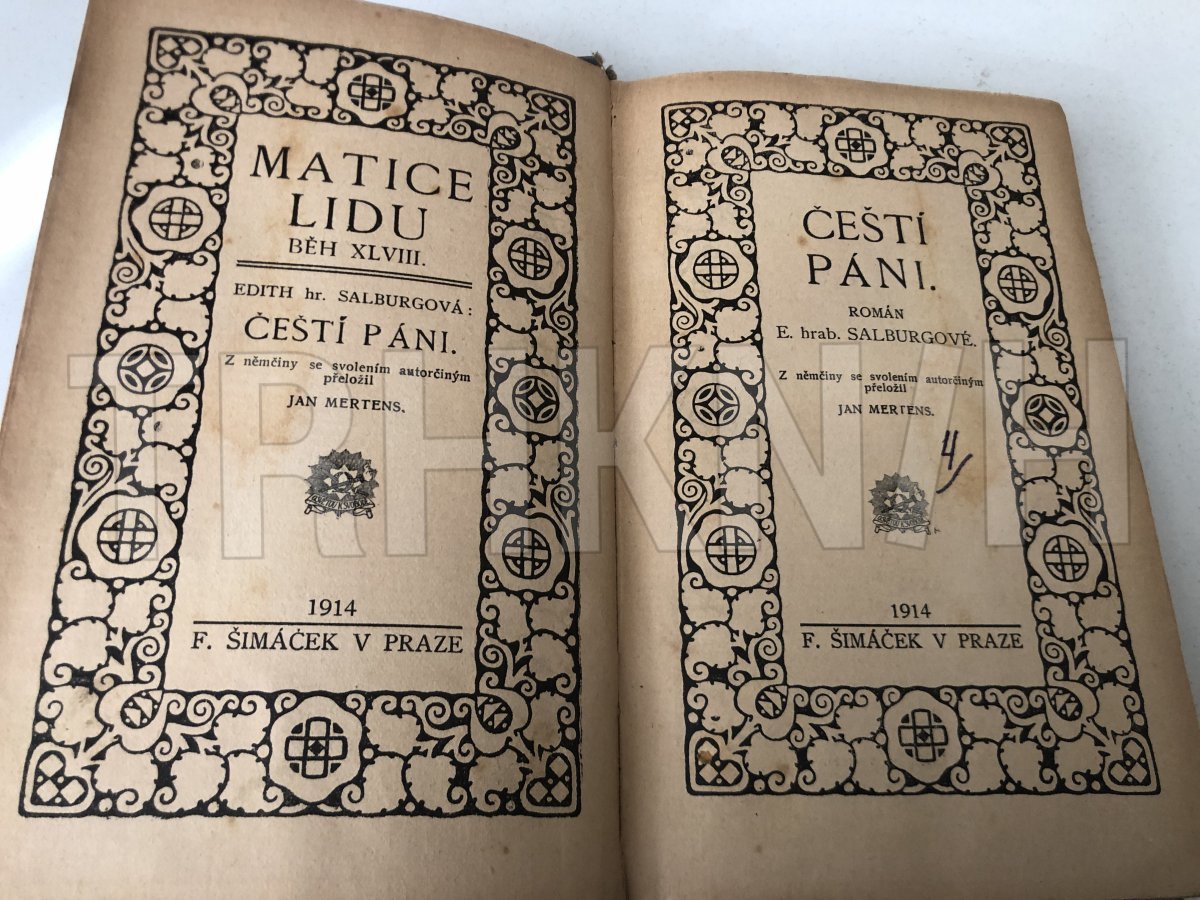 MATICE
LIDU
BĚH XLVIII.
EDITH hr. SALBURGOVÁ:
ČEŠTÍ PÁNI.
Z němčiny se svolením autorčiným
přeložil
JAN MERTENS.
1914
F. ŠIMÁČEK V PRAZE
ČEŠTÍ
PÁNI.
ROMÁN
E. hrab. SALBURGOVÉ.
Z němčiny se svolením autorčiným
přeložil
JAN MERTENS.
4
1914
F. ŠIMÁČEK V PRAZE
TRHKNIH